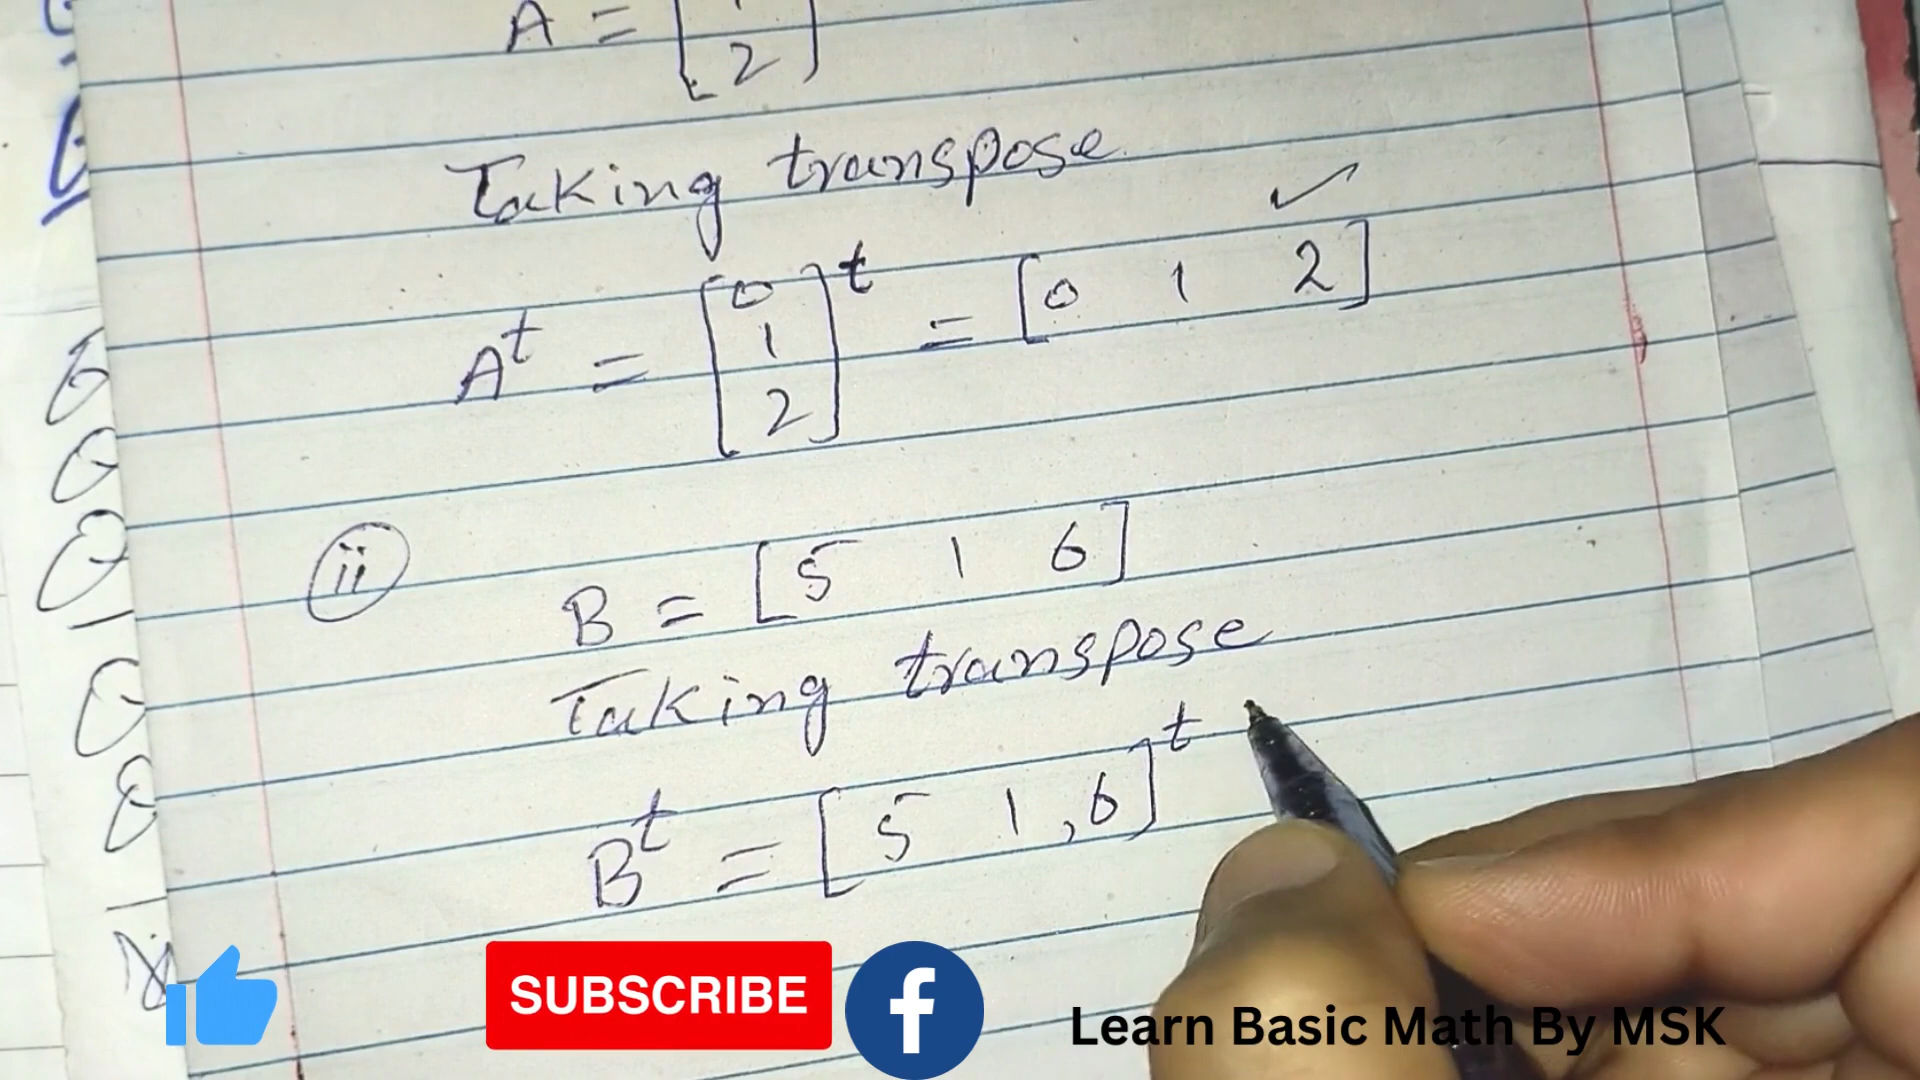 A = [ 2 ]
Taking transpose
Aᵗ = [0 1 2]ᵗ = [0 1 2] ✓
(ii) B = [5 1 6]
Taking transpose
Bᵗ = [5 1,6]ᵗ
SUBSCRIBE
Learn Basic Math By MSK